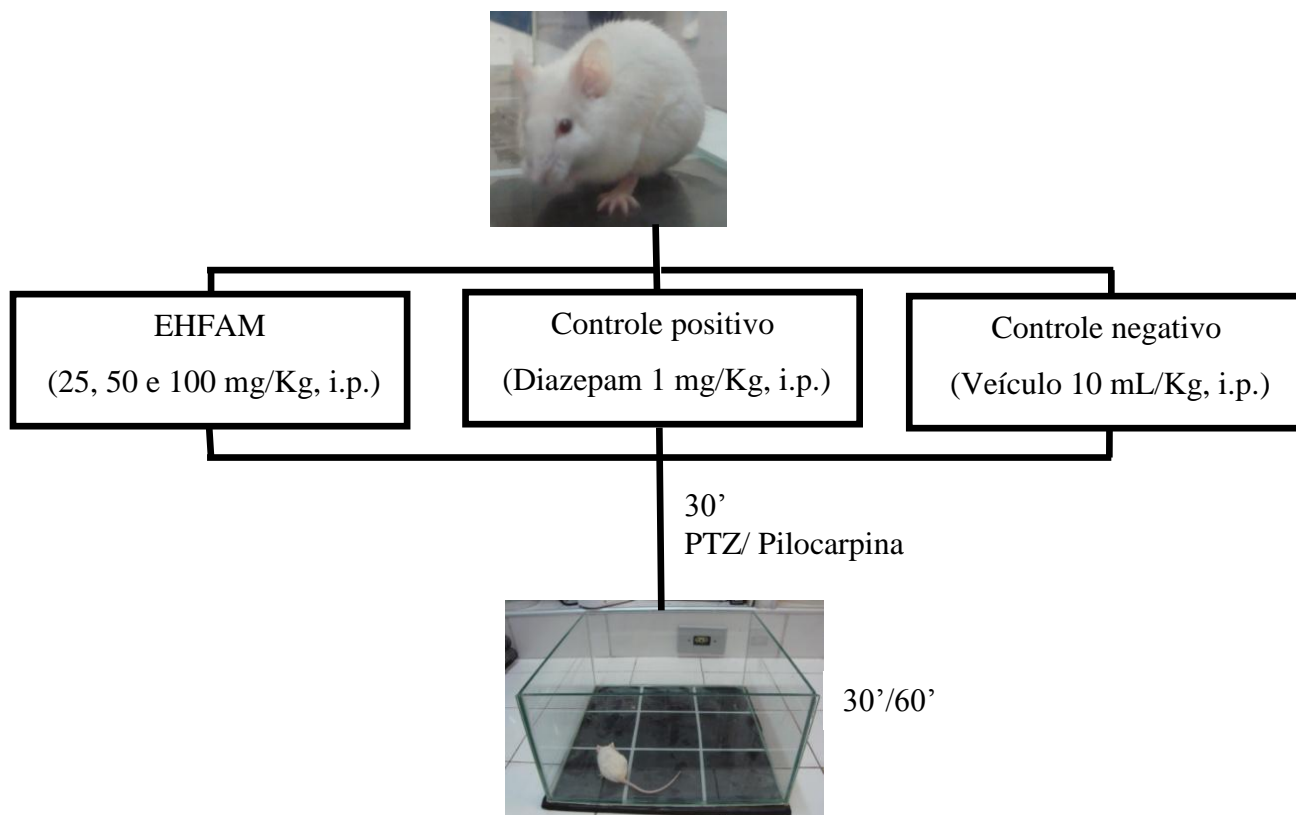 EHFAM
(25, 50 e 100 mg/Kg, i.p.)
Controle positivo
(Diazepam 1 mg/Kg, i.p.)
Controle negativo
(Veículo 10 mL/Kg, i.p.)
30’
PTZ/ Pilocarpina
30’/60’